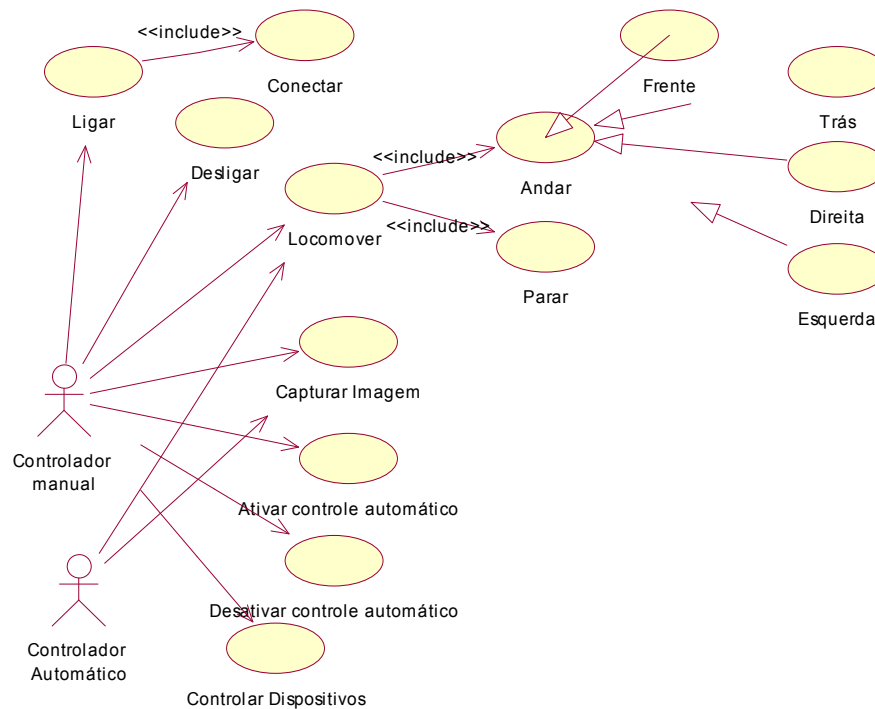 <<include>>
Conectar
Ligar
Desligar
Frente
Trás
<<include>>
Andar
Direita
Locomover
<<include>>
Parar
Esquerda
Capturar Imagem
Controlador
manual
Ativar controle automático
Desativar controle automático
Controlador
Automático
Controlar Dispositivos